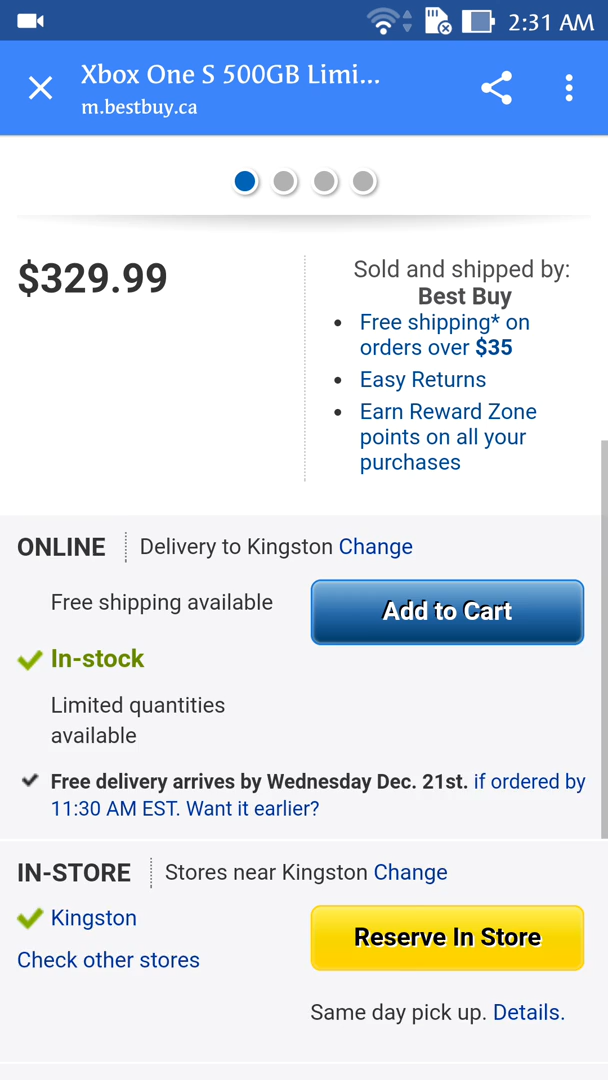 2:31 AM
Xbox One S 500GB Limi...
m.bestbuy.ca
$329.99
Sold and shipped by:
Best Buy
Free shipping* on
orders over $35
Easy Returns
Earn Reward Zone
points on all your
purchases
ONLINE
Delivery to Kingston Change
Free shipping available
Add to Cart
In-stock
Limited quantities
available
Free delivery arrives by Wednesday Dec. 21st. if ordered by
11:30 AM EST. Want it earlier?
IN-STORE
Stores near Kingston Change
Kingston
Reserve In Store
Check other stores
Same day pick up. Details.